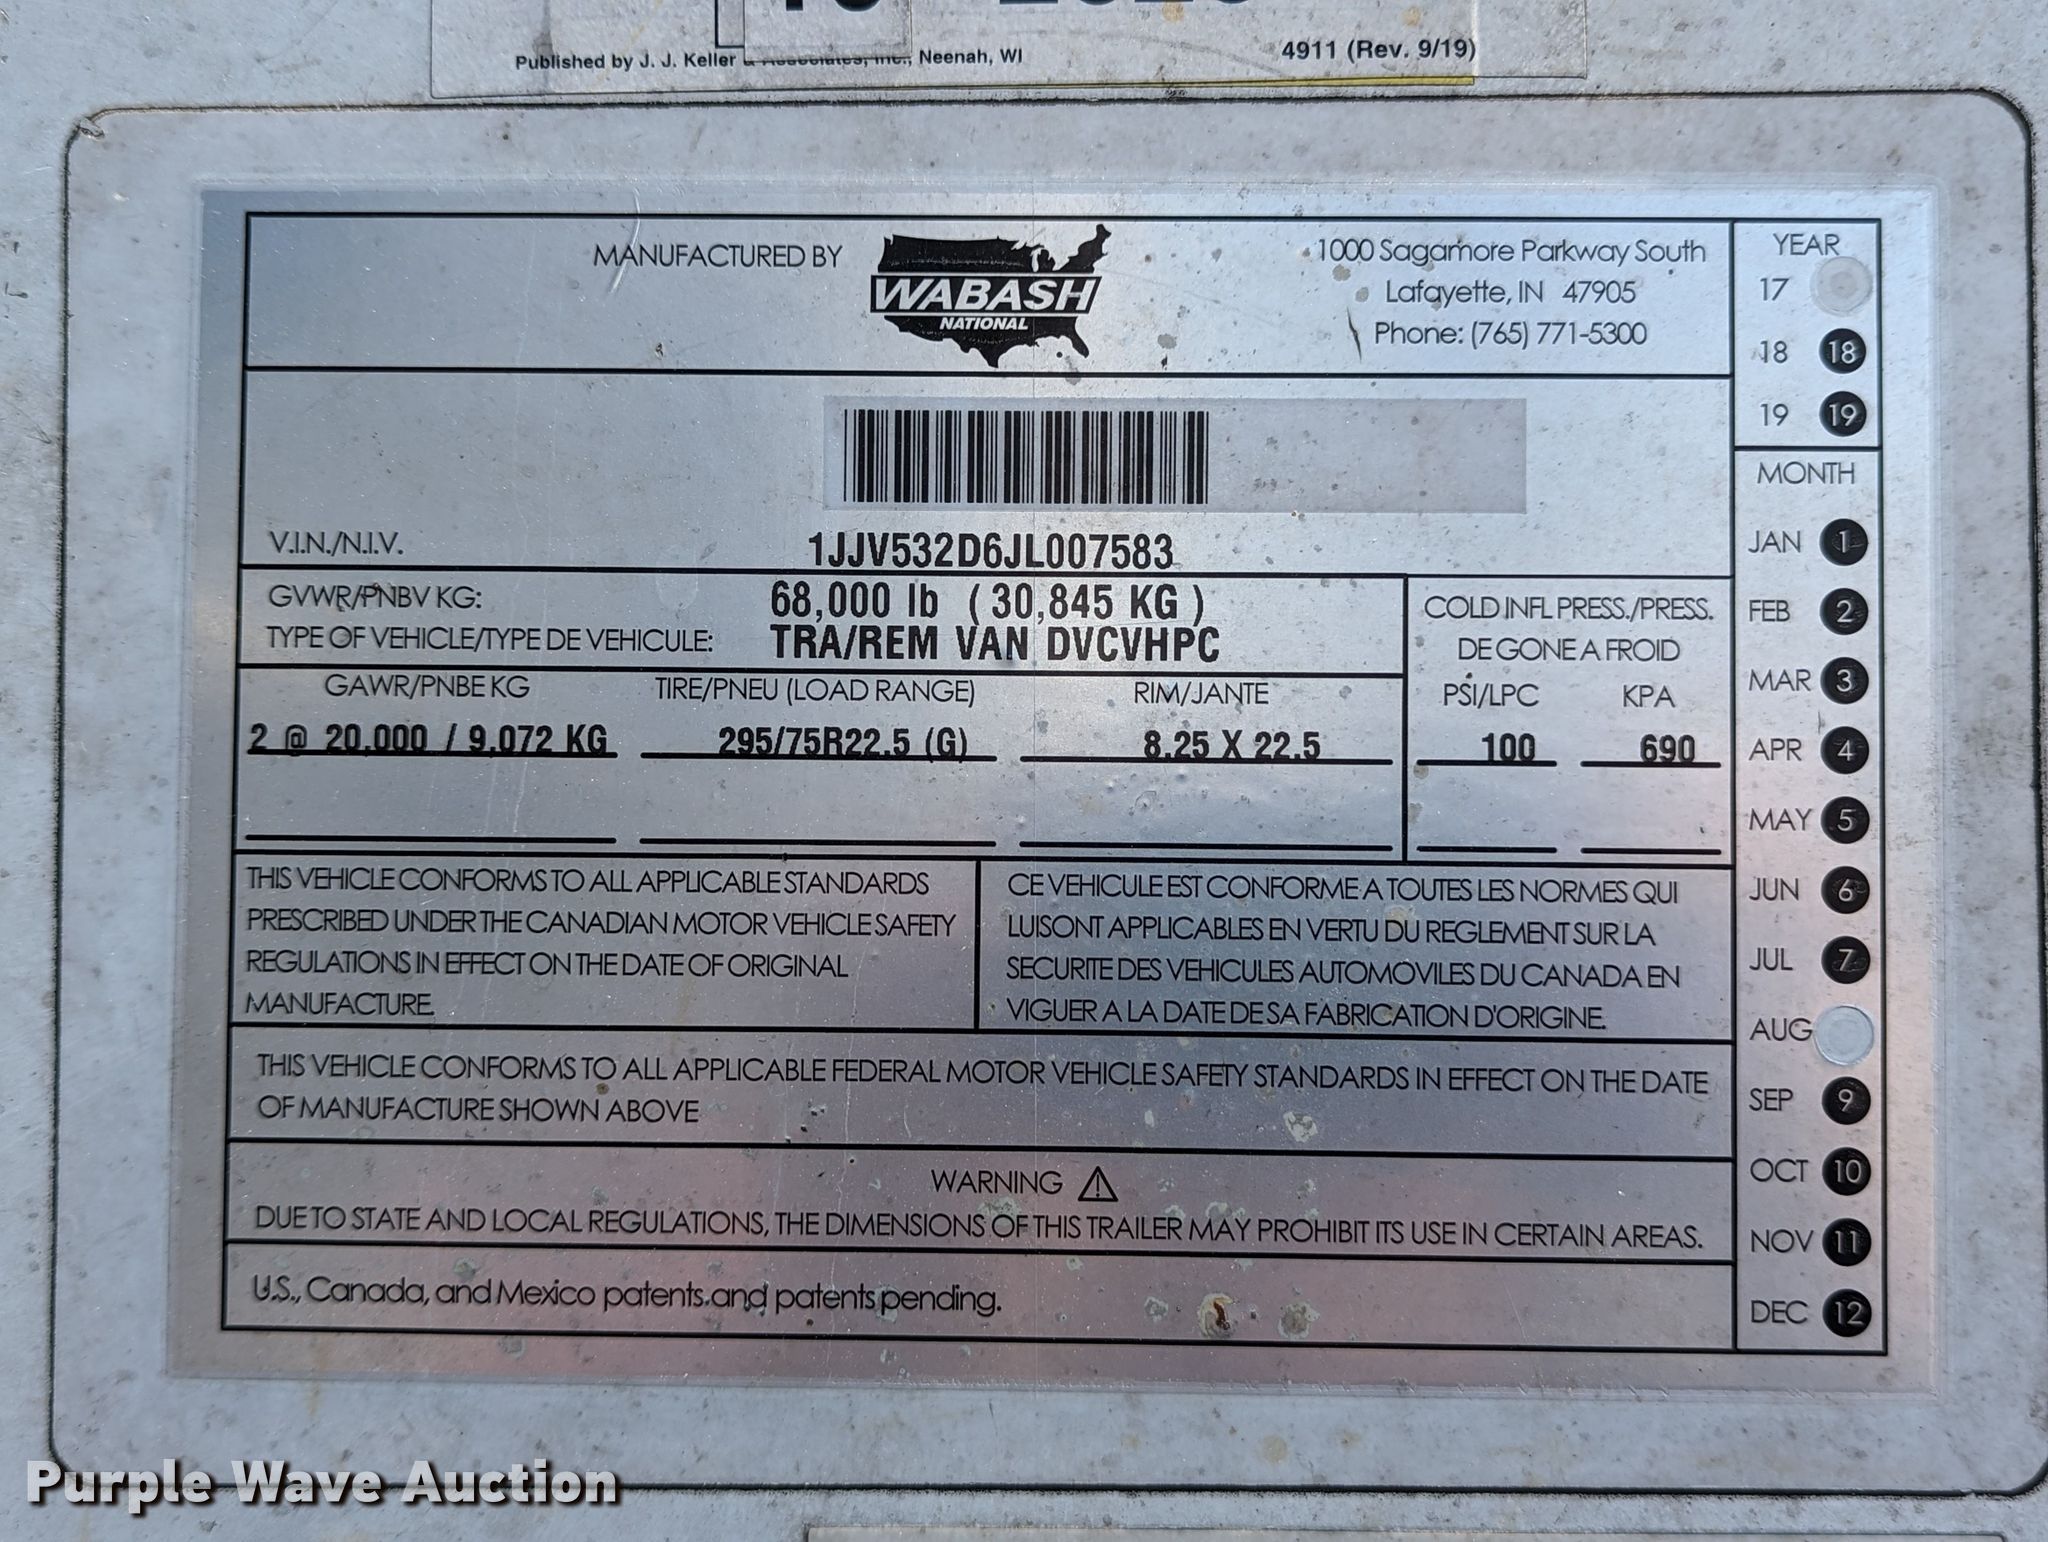 Published by J. J. Keller & Associates, Inc., Neenah, WI
4911 (Rev. 9/19)
MANUFACTURED BY
WABASH
NATIONAL
1000 Sagamore Parkway South
Lafayette, IN 47905
Phone: (765) 771-5300
YEAR
17
18 18
19 19
MONTH
JAN 1
FEB 2
MAR 3
APR 4
MAY 5
JUN 6
JUL 7
AUG
SEP 9
OCT 10
NOV 11
DEC 12
V.I.N./N.I.V. 1JJV532D6JL007583
GVWR/PNBV KG: 68,000 lb ( 30,845 KG )
TYPE OF VEHICLE/TYPE DE VEHICULE: TRA/REM VAN DVCVHPC
COLD INFL PRESS./PRESS.
DE GONE A FROID
GAWR/PNBE KG TIRE/PNEU (LOAD RANGE) RIM/JANTE PSI/LPC KPA
2 @ 20,000 / 9,072 KG 295/75R22.5 (G) 8.25 X 22.5 100 690
THIS VEHICLE CONFORMS TO ALL APPLICABLE STANDARDS
PRESCRIBED UNDER THE CANADIAN MOTOR VEHICLE SAFETY
REGULATIONS IN EFFECT ON THE DATE OF ORIGINAL
MANUFACTURE.
CE VEHICULE EST CONFORME A TOUTES LES NORMES QUI
LUISONT APPLICABLES EN VERTU DU REGLEMENT SUR LA
SECURITE DES VEHICULES AUTOMOVILES DU CANADA EN
VIGUER A LA DATE DE SA FABRICATION D'ORIGINE.
THIS VEHICLE CONFORMS TO ALL APPLICABLE FEDERAL MOTOR VEHICLE SAFETY STANDARDS IN EFFECT ON THE DATE
OF MANUFACTURE SHOWN ABOVE
WARNING
DUE TO STATE AND LOCAL REGULATIONS, THE DIMENSIONS OF THIS TRAILER MAY PROHIBIT ITS USE IN CERTAIN AREAS.
U.S., Canada, and Mexico patents and patents pending.
Purple Wave Auction